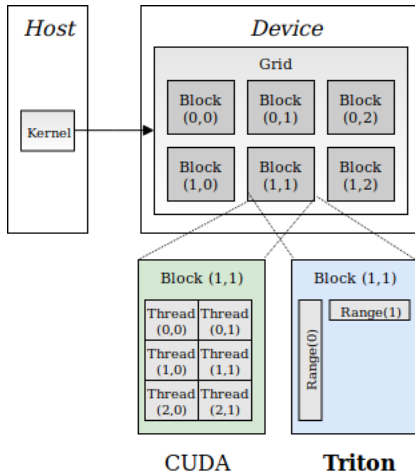 Host
Device
Grid
Kernel
Block
(0,0)
Block
(0,1)
Block
(0,2)
Block
(1,0)
Block
(1,1)
Block
(1,2)
Block (1,1)
Thread
(0,0)
Thread
(0,1)
Thread
(1,0)
Thread
(1,1)
Thread
(2,0)
Thread
(2,1)
Block (1,1)
Range(0)
Range(1)
CUDA
Triton